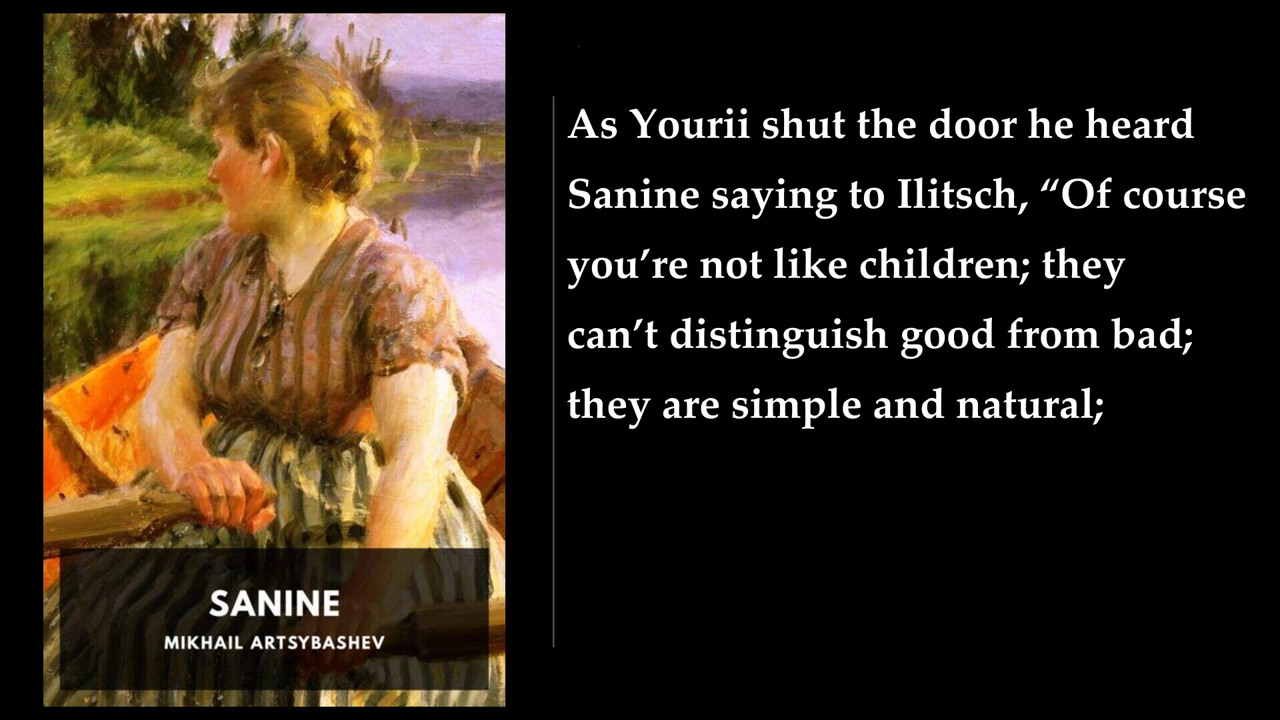 As Yourii shut the door he heard
Sanine saying to Ilitsch, “Of course
you’re not like children; they
can’t distinguish good from bad;
they are simple and natural;
SANINE
MIKHAIL ARTSYBASHEV